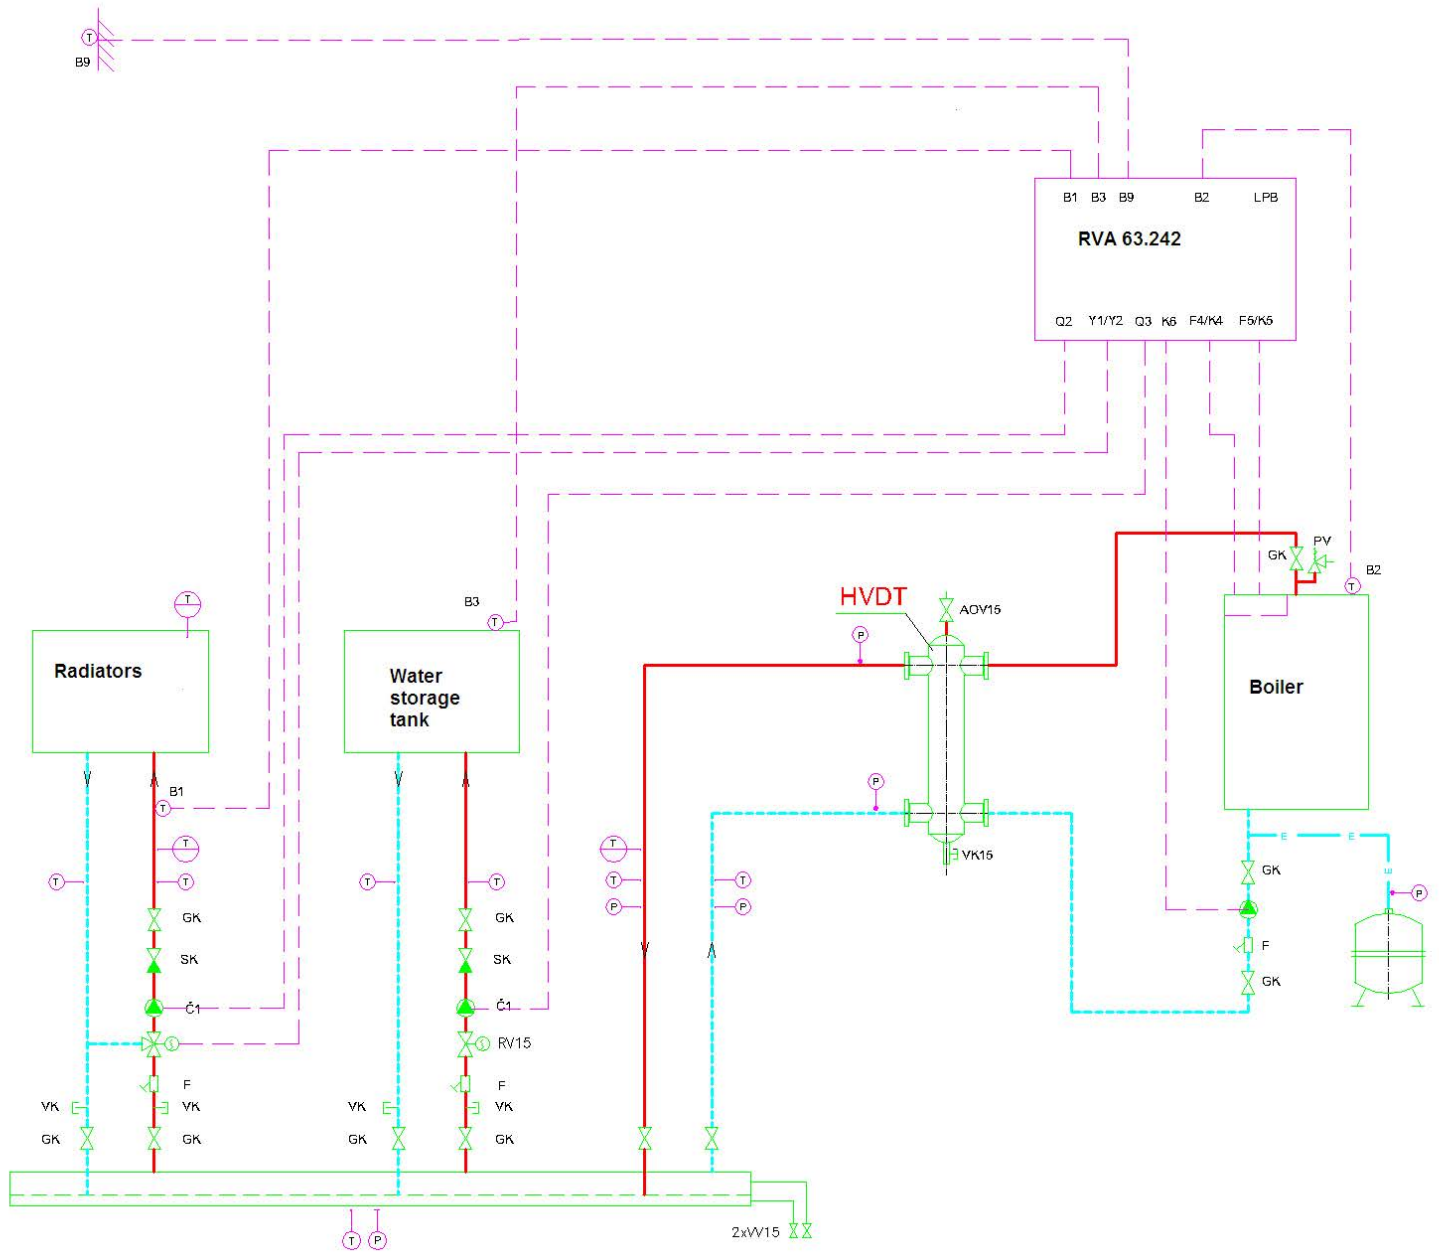 T
B9
B1 B3 B9 B2 LPB
RVA 63.242
Q2 Y1/Y2 Q3 K6 F4/K4 F5/K5
GK PV
T B2
HVDT
AOV15
T
B3
T
P
Radiators
Water
storage
tank
Boiler
P
B1
T
T T VK15
E E
T T T T T T GK
E
P P P
GK GK
F
SK SK
GK
Č1 Č1
RV15
F F
VK VK VK VK
GK GK GK GK
2xVV15
T P